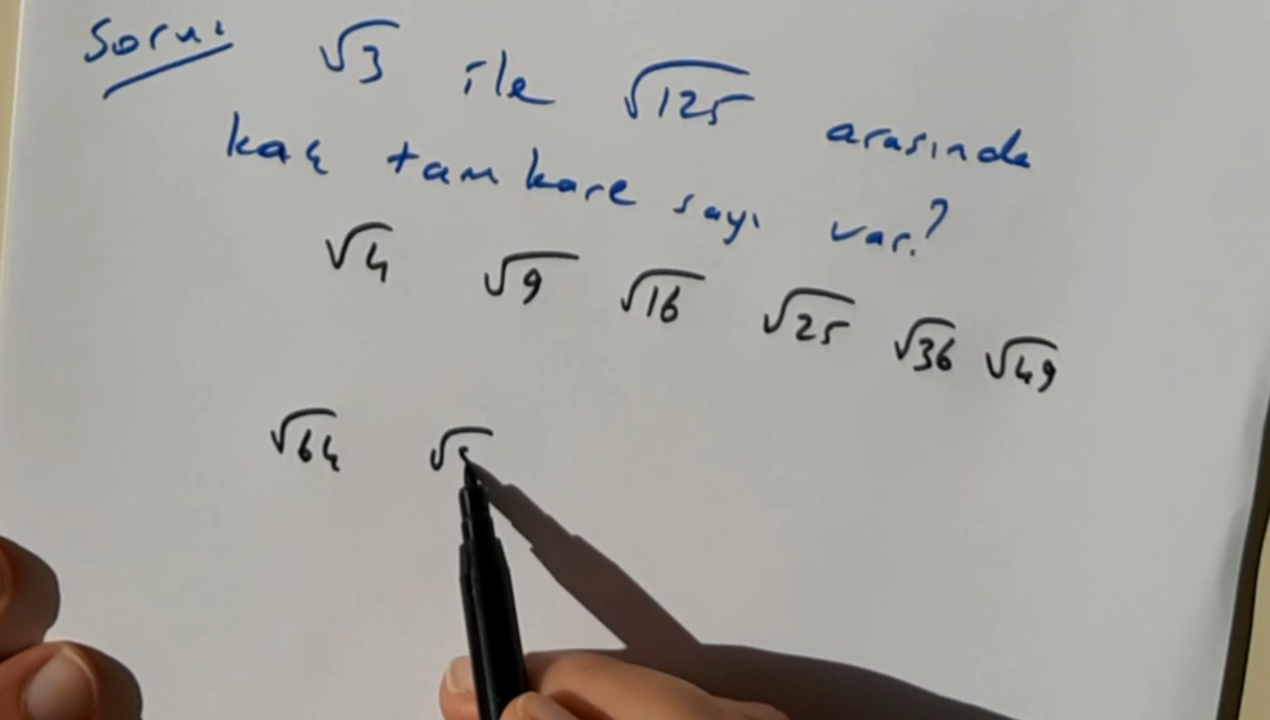 Soru: √3 ile √125 arasında
kaç tam kare sayı var?
√4 √9 √16 √25 √36 √49
√64 √